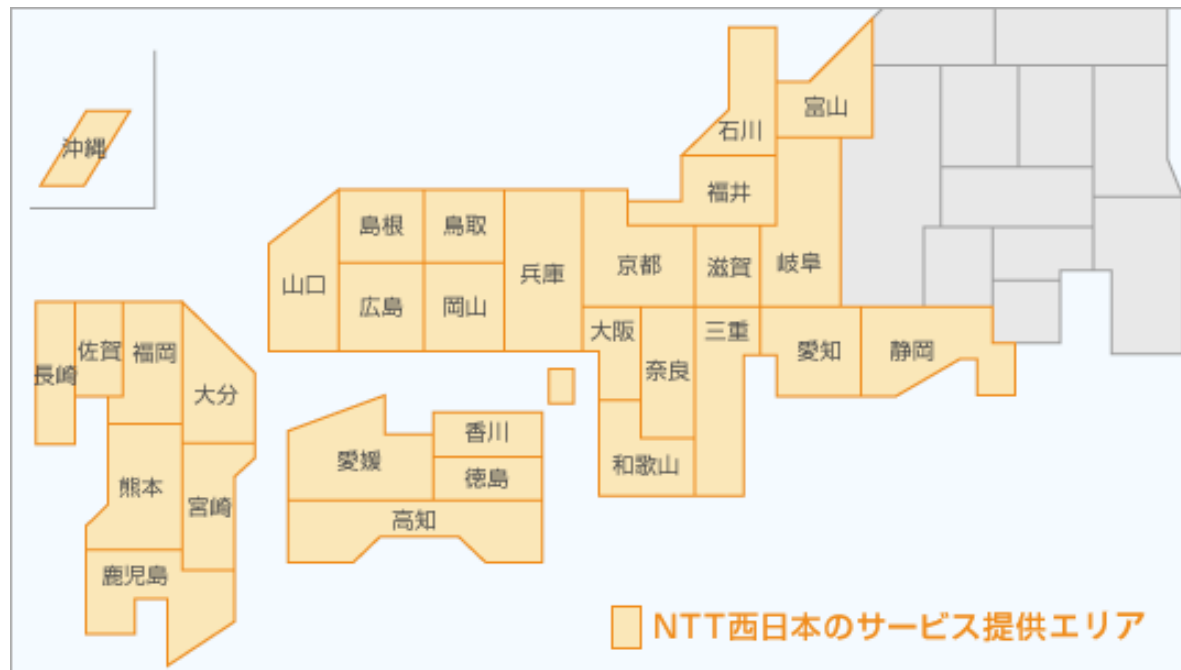 沖縄
富山
石川
福井
島根
鳥取
兵庫
京都
滋賀
岐阜
山口
広島
岡山
大阪
三重
愛知
静岡
奈良
和歌山
長崎
佐賀
福岡
大分
熊本
宮崎
鹿児島
愛媛
香川
徳島
高知
NTT西日本のサービス提供エリア